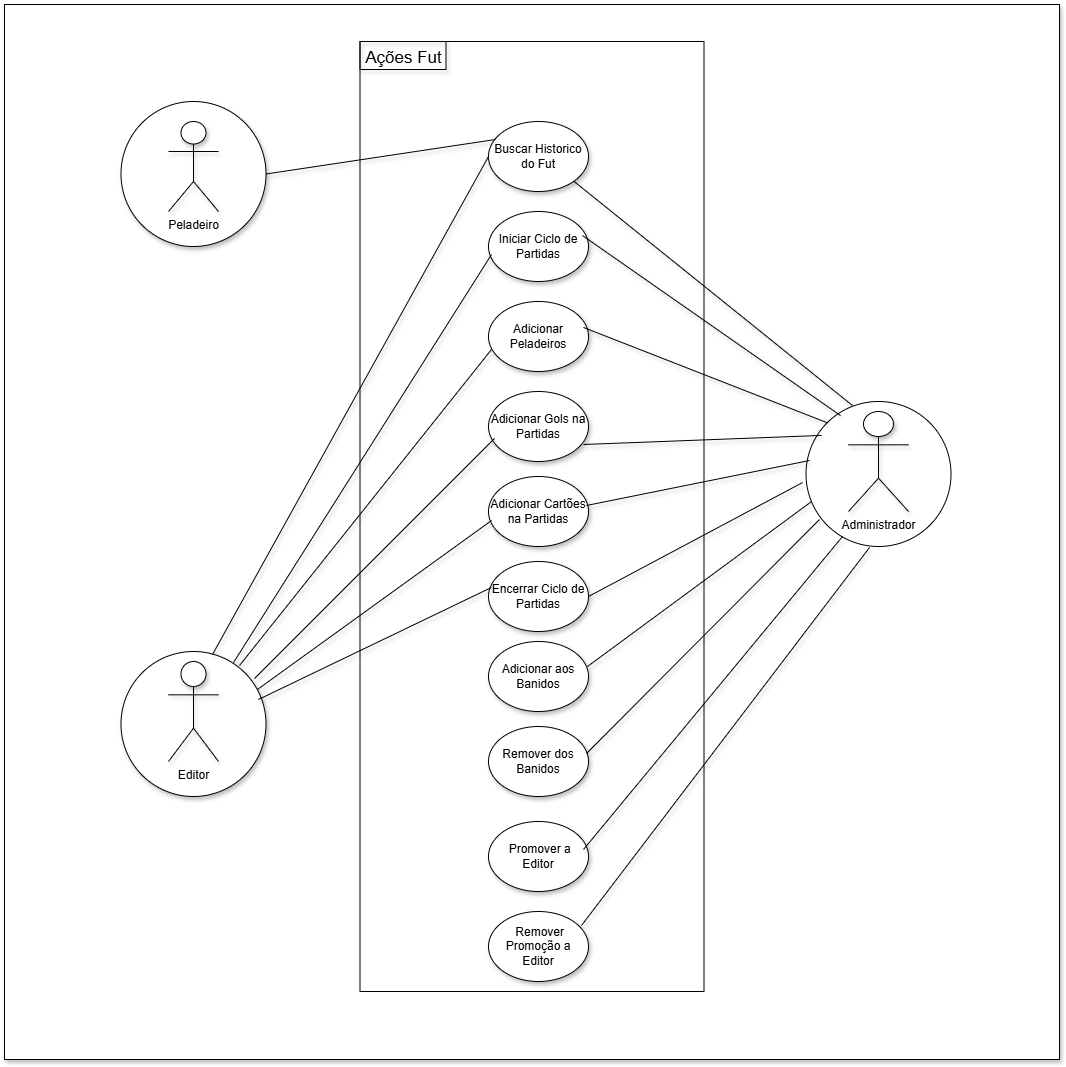 Ações Fut
Peladeiro
Buscar Historico
do Fut
Iniciar Ciclo de
Partidas
Adicionar
Peladeiros
Adicionar Gols na
Partidas
Adicionar Cartões
na Partidas
Encerrar Ciclo de
Partidas
Adicionar aos
Banidos
Remover dos
Banidos
Promover a
Editor
Remover
Promoção a
Editor
Administrador
Editor